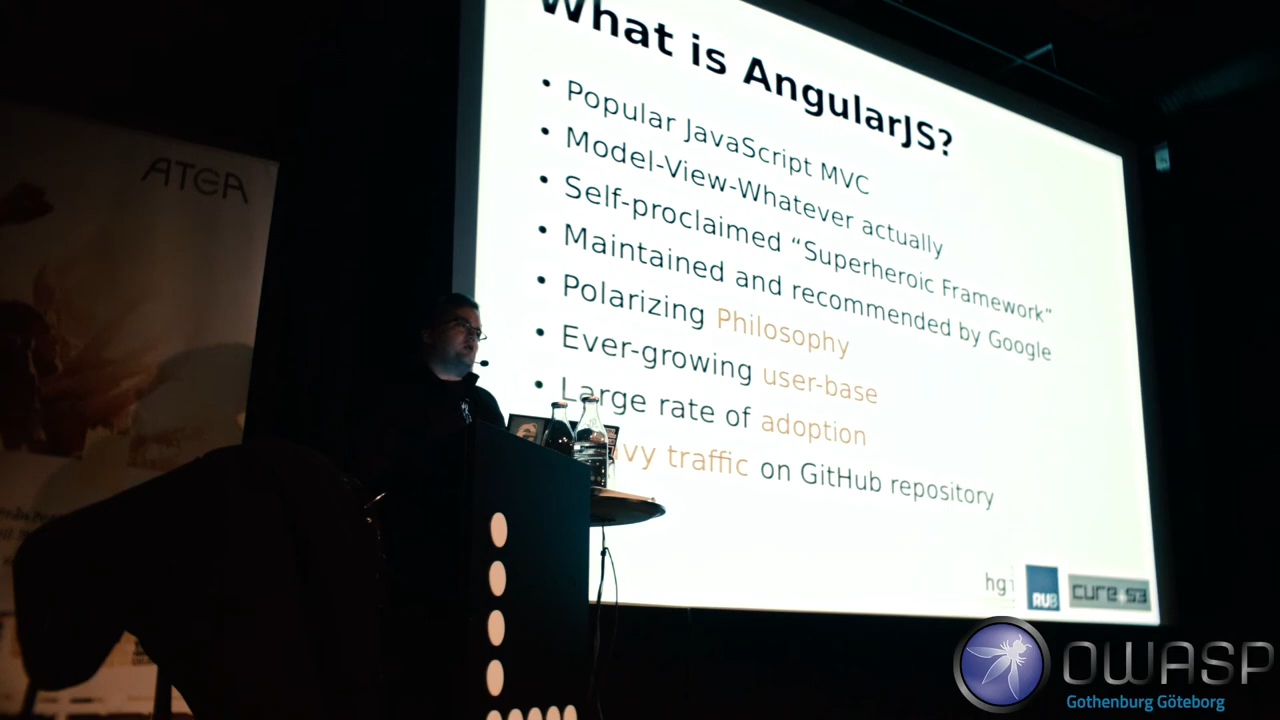 What is AngularJS?
• Popular JavaScript MVC
• Model-View-Whatever actually
• Self-proclaimed “Superheroic Framework”
• Maintained and recommended by Google
• Polarizing Philosophy
• Ever-growing user-base
• Large rate of adoption
traffic on GitHub repository
ATEA
hgi
RUB
cure+53
OWASP
Gothenburg Göteborg